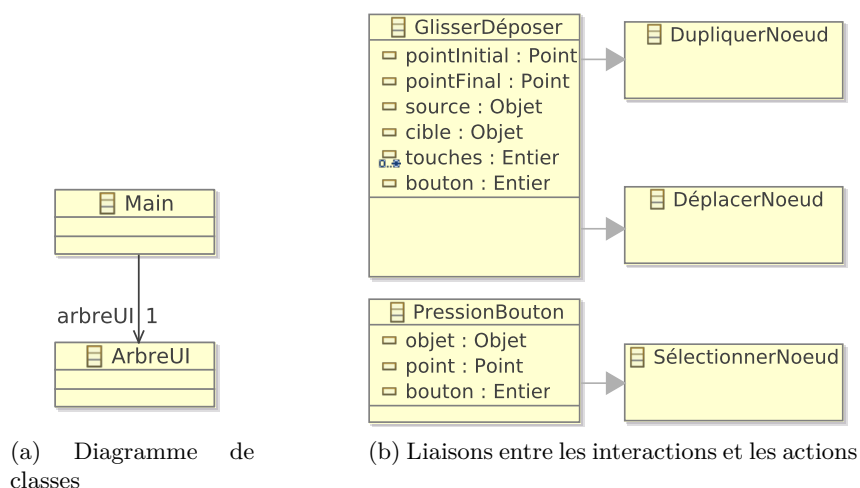 Main
arbreUI 1
ArbreUI
(a) Diagramme de
classes
GlisserDéposer
pointInitial : Point
pointFinal : Point
source : Objet
cible : Objet
0..* touches : Entier
bouton : Entier
DupliquerNoeud
DéplacerNoeud
PressionBouton
objet : Objet
point : Point
bouton : Entier
SélectionnerNoeud
(b) Liaisons entre les interactions et les actions